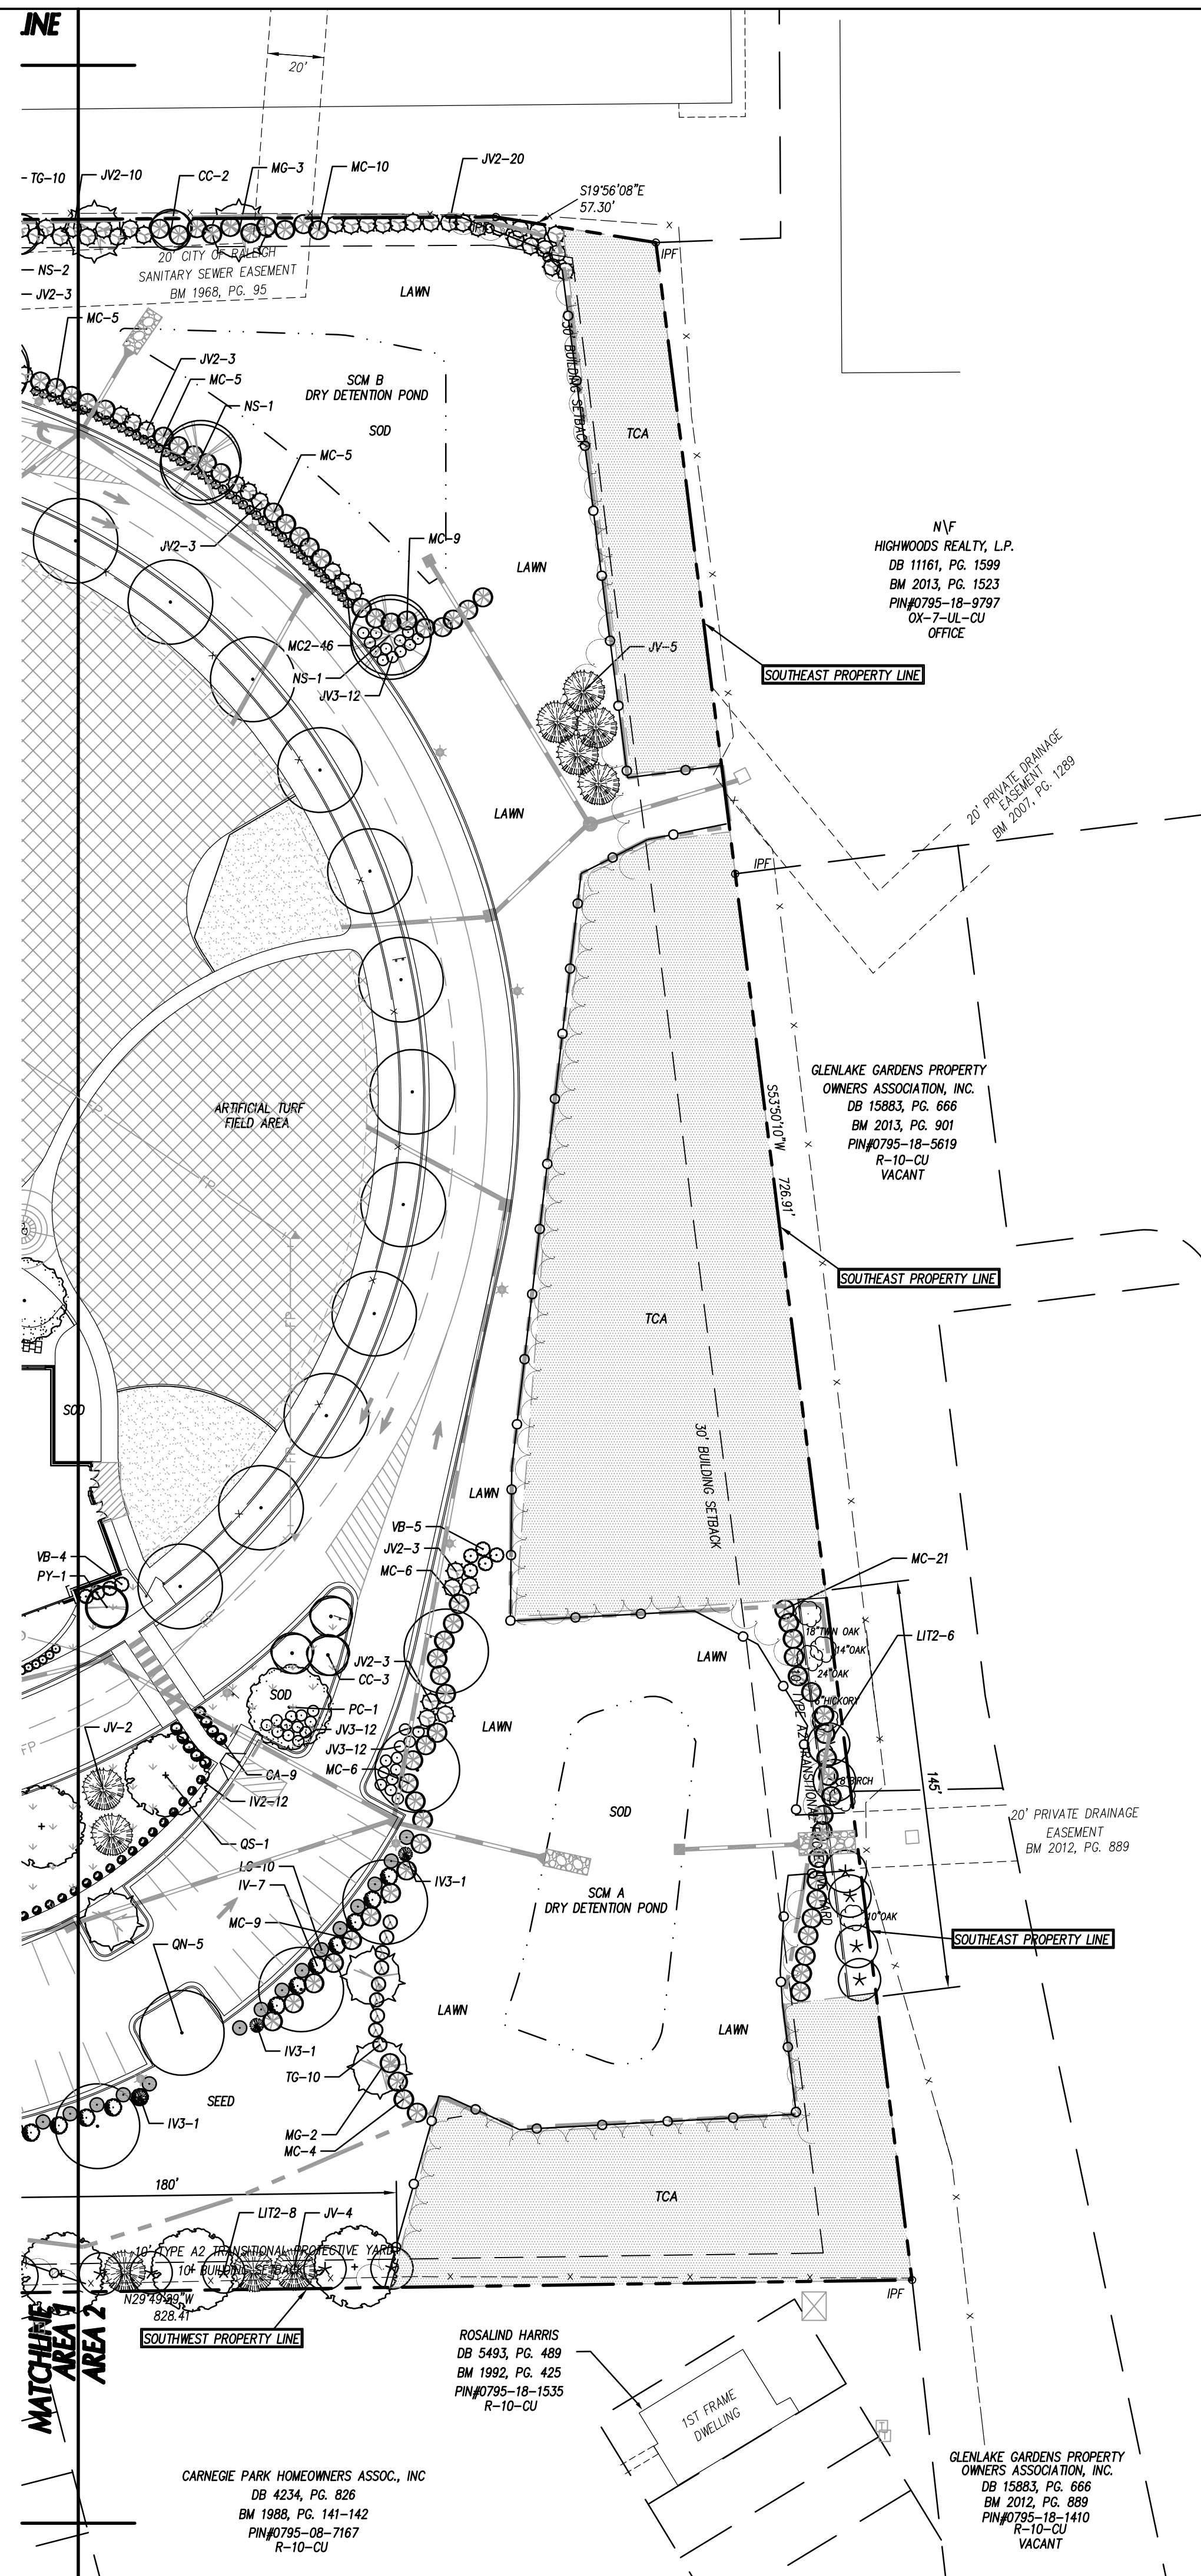 LINE
20'
TG-10
JV2-10
CC-2
MG-3
MC-10
JV2-20
S19°56'08"E
57.30'
IPF
NS-2
JV2-3
20' CITY OF RALEIGH
SANITARY SEWER EASEMENT
BM 1968, PG. 95
LAWN
MC-5
JV2-3
MC-5
NS-1
SCM B
DRY DETENTION POND
SOD
30' BUILDING SETBACK
TCA
MC-5
JV2-3
MC-9
LAWN
N\F
HIGHWOODS REALTY, L.P.
DB 11161, PG. 1599
BM 2013, PG. 1523
PIN#0795-18-9797
OX-7-UL-CU
OFFICE
MC2-46
NS-1
JV3-12
JV-5
SOUTHEAST PROPERTY LINE
20' PRIVATE DRAINAGE
EASEMENT
BM 2007, PG. 1289
LAWN
IPF
ARTIFICIAL TURF
FIELD AREA
FP
S53°50'10"W
726.91'
GLENLAKE GARDENS PROPERTY
OWNERS ASSOCIATION, INC.
DB 15883, PG. 666
BM 2013, PG. 901
PIN#0795-18-5619
R-10-CU
VACANT
SOUTHEAST PROPERTY LINE
TCA
FP
SOD
FP
30' BUILDING SETBACK
LAWN
VB-5
JV2-3
MC-6
VB-4
PY-1
MC-21
LIT2-6
18"TWIN OAK
14"OAK
24"OAK
LAWN
JV2-3
CC-3
SOD
PC-1
JV3-12
JV3-12
MC-6
LAWN
JV-2
FP
CA-9
IV2-12
QS-1
145'
20' PRIVATE DRAINAGE
EASEMENT
BM 2012, PG. 889
SOD
IV-7
IV3-1
SCM A
DRY DETENTION POND
MC-9
10"OAK
QN-5
SOUTHEAST PROPERTY LINE
LAWN
LAWN
IV3-1
TG-10
SEED
IV3-1
MG-2
MC-4
180'
TCA
LIT2-8
JV-4
10' TYPE A2 TRANSITIONAL PROTECTIVE YARD
10' BUILDING SETBACK
N29°49'39"W
828.41'
SOUTHWEST PROPERTY LINE
IPF
MATCHLINE
AREA 1
AREA 2
ROSALIND HARRIS
DB 5493, PG. 489
BM 1992, PG. 425
PIN#0795-18-1535
R-10-CU
1ST FRAME
DWELLING
CARNEGIE PARK HOMEOWNERS ASSOC., INC
DB 4234, PG. 826
BM 1988, PG. 141-142
PIN#0795-08-7167
R-10-CU
GLENLAKE GARDENS PROPERTY
OWNERS ASSOCIATION, INC.
DB 15883, PG. 666
BM 2012, PG. 889
PIN#0795-18-1410
R-10-CU
VACANT